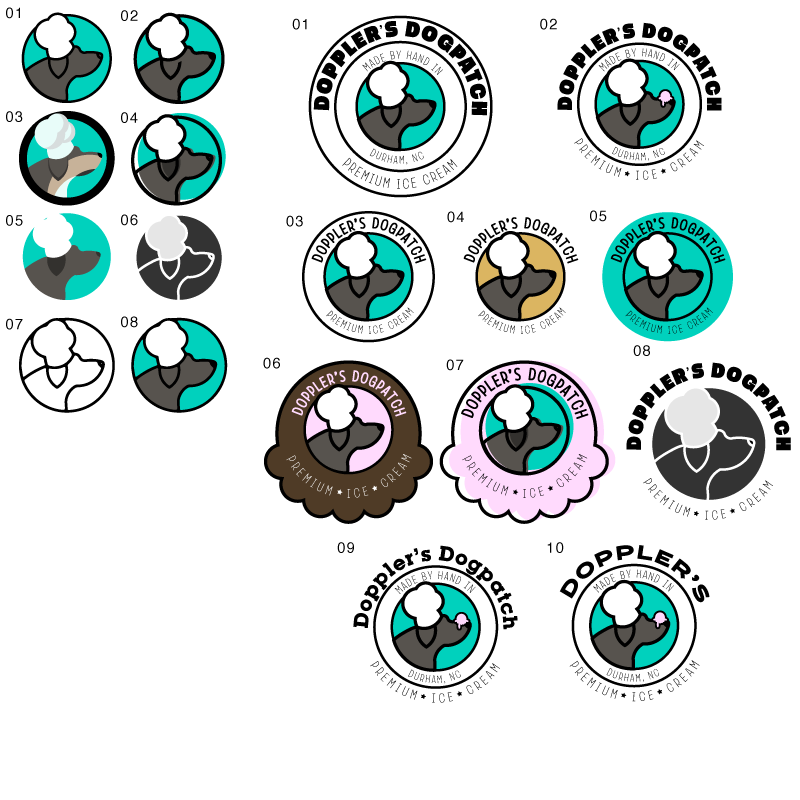 01
02
03
04
05
06
07
08
01
DOPPLER'S DOGPATCH
MADE BY HAND IN
DURHAM, NC
PREMIUM ICE CREAM
02
DOPPLER'S DOGPATCH
MADE BY HAND IN
DURHAM, NC
PREMIUM ★ ICE ★ CREAM
03
DOPPLER'S DOGPATCH
PREMIUM ICE CREAM
04
DOPPLER'S DOGPATCH
PREMIUM ICE CREAM
05
DOPPLER'S DOGPATCH
PREMIUM ICE CREAM
06
DOPPLER'S DOGPATCH
PREMIUM ★ ICE ★ CREAM
07
DOPPLER'S DOGPATCH
PREMIUM ★ ICE ★ CREAM
08
DOPPLER'S DOGPATCH
PREMIUM ★ ICE ★ CREAM
09
Doppler's Dogpatch
MADE BY HAND IN
DURHAM, NC
PREMIUM ★ ICE ★ CREAM
10
DOPPLER'S
MADE BY HAND IN
DURHAM, NC
PREMIUM ★ ICE ★ CREAM